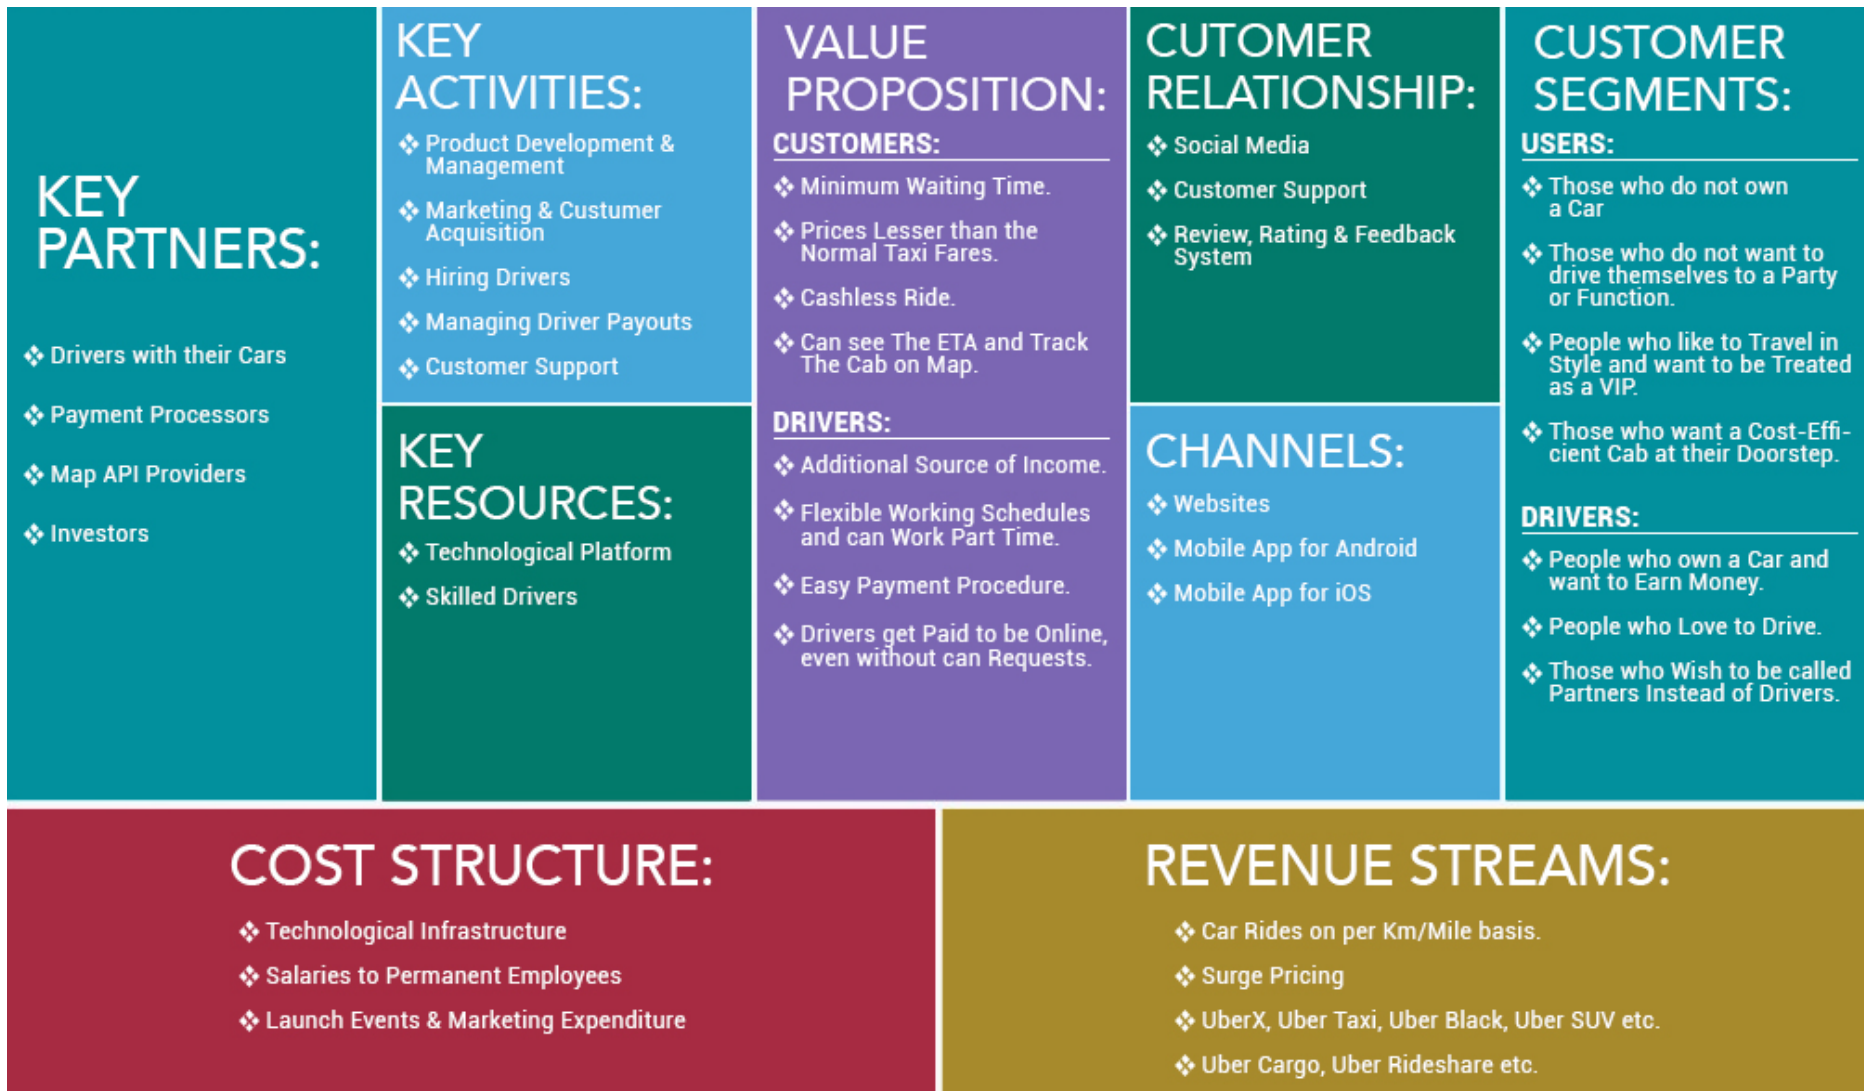 KEY
PARTNERS:
Drivers with their Cars
Payment Processors
Map API Providers
Investors
KEY
ACTIVITIES:
Product Development &
Management
Marketing & Custumer
Acquisition
Hiring Drivers
Managing Driver Payouts
Customer Support
KEY
RESOURCES:
Technological Platform
Skilled Drivers
VALUE
PROPOSITION:
CUSTOMERS:
Minimum Waiting Time.
Prices Lesser than the
Normal Taxi Fares.
Cashless Ride.
Can see The ETA and Track
The Cab on Map.
DRIVERS:
Additional Source of Income.
Flexible Working Schedules
and can Work Part Time.
Easy Payment Procedure.
Drivers get Paid to be Online,
even without can Requests.
CUTOMER
RELATIONSHIP:
Social Media
Customer Support
Review, Rating & Feedback
System
CHANNELS:
Websites
Mobile App for Android
Mobile App for iOS
CUSTOMER
SEGMENTS:
USERS:
Those who do not own
a Car
Those who do not want to
drive themselves to a Party
or Function.
People who like to Travel in
Style and want to be Treated
as a VIP.
Those who want a Cost-Effi-
cient Cab at their Doorstep.
DRIVERS:
People who own a Car and
want to Earn Money.
People who Love to Drive.
Those who Wish to be called
Partners Instead of Drivers.
COST STRUCTURE:
Technological Infrastructure
Salaries to Permanent Employees
Launch Events & Marketing Expenditure
REVENUE STREAMS:
Car Rides on per Km/Mile basis.
Surge Pricing
UberX, Uber Taxi, Uber Black, Uber SUV etc.
Uber Cargo, Uber Rideshare etc.